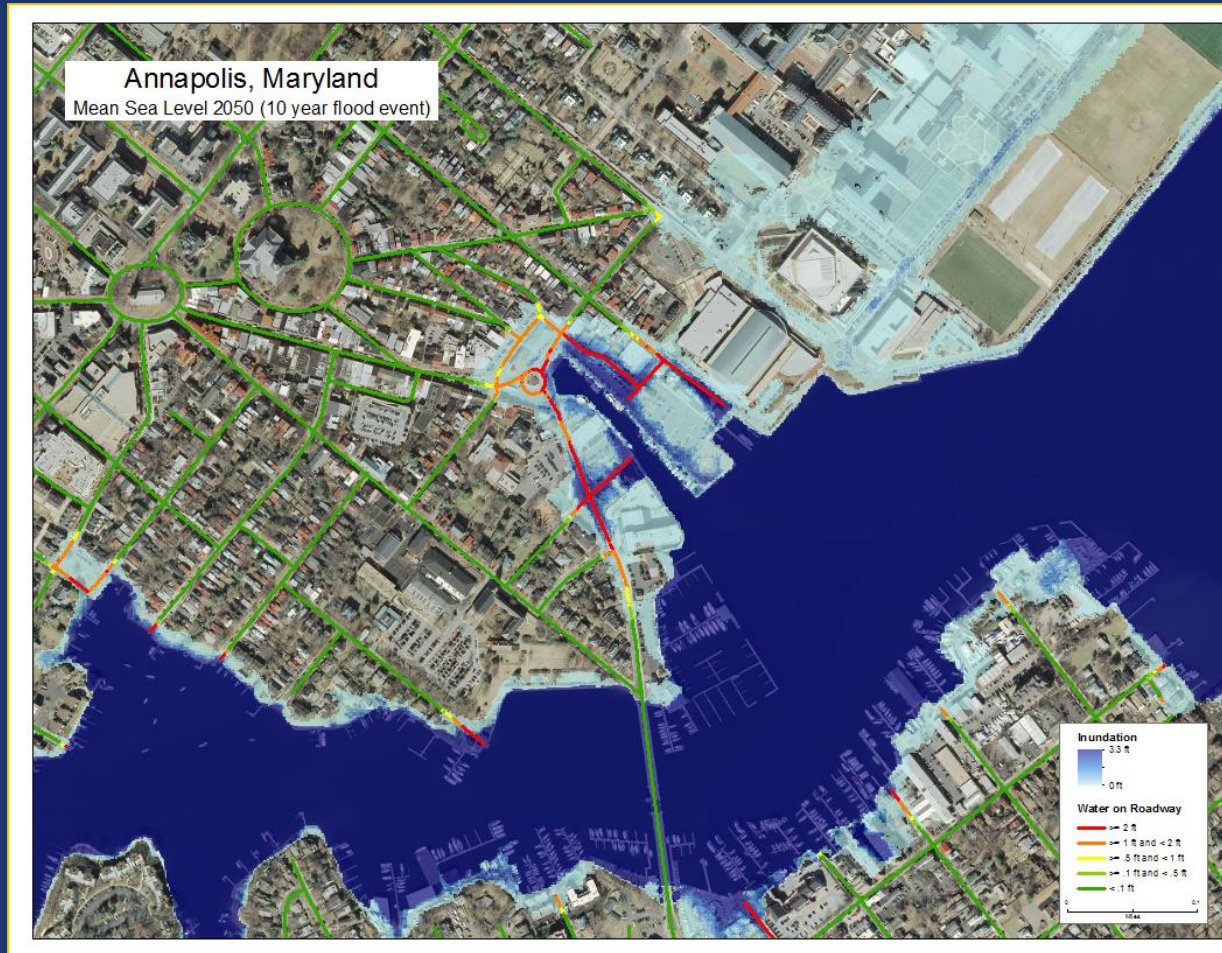 Annapolis, Maryland
Mean Sea Level 2050 (10 year flood event)
Inundation
3.3 ft
0 ft
Water on Roadway
>= 2 ft
>= 1 ft and < 2 ft
>= .5 ft and < 1 ft
>= .1 ft and < .5 ft
< .1 ft
0 0.1
Miles